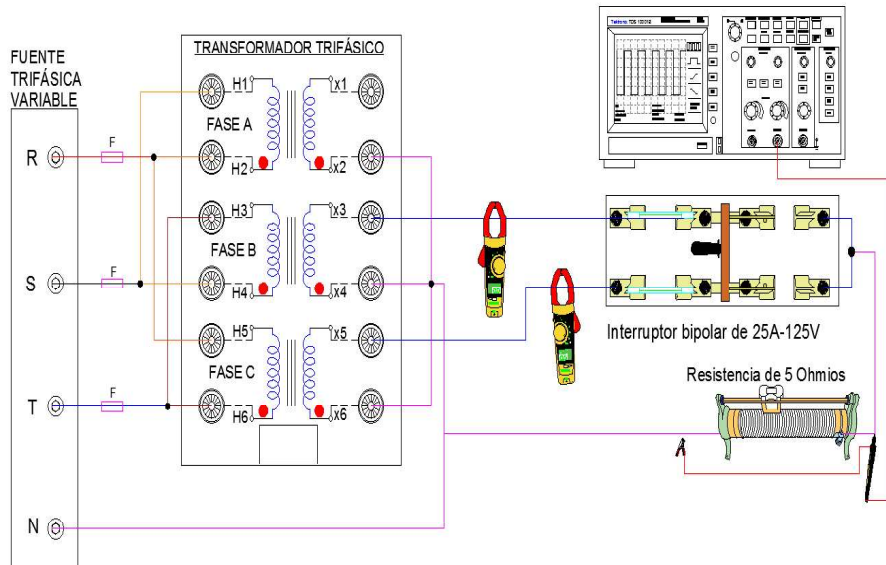 FUENTE
TRIFÁSICA
VARIABLE
R
F
S
F
T
F
N
TRANSFORMADOR TRIFÁSICO
H1
x1
FASE A
H2
x2
H3
x3
FASE B
H4
x4
H5
x5
FASE C
H6
x6
Interruptor bipolar de 25A-125V
Resistencia de 5 Ohmios